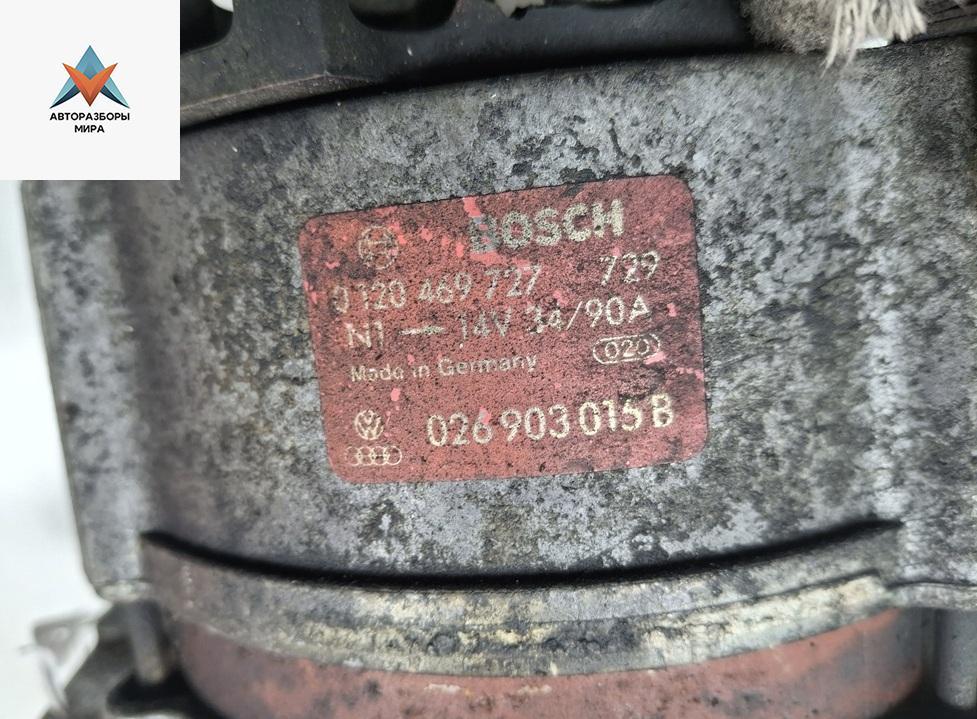 АВТОРАЗБОРЫ
МИРА
BOSCH
0 120 469 727 729
N1 14V 34/90A
Made in Germany 020
026 903 015 B